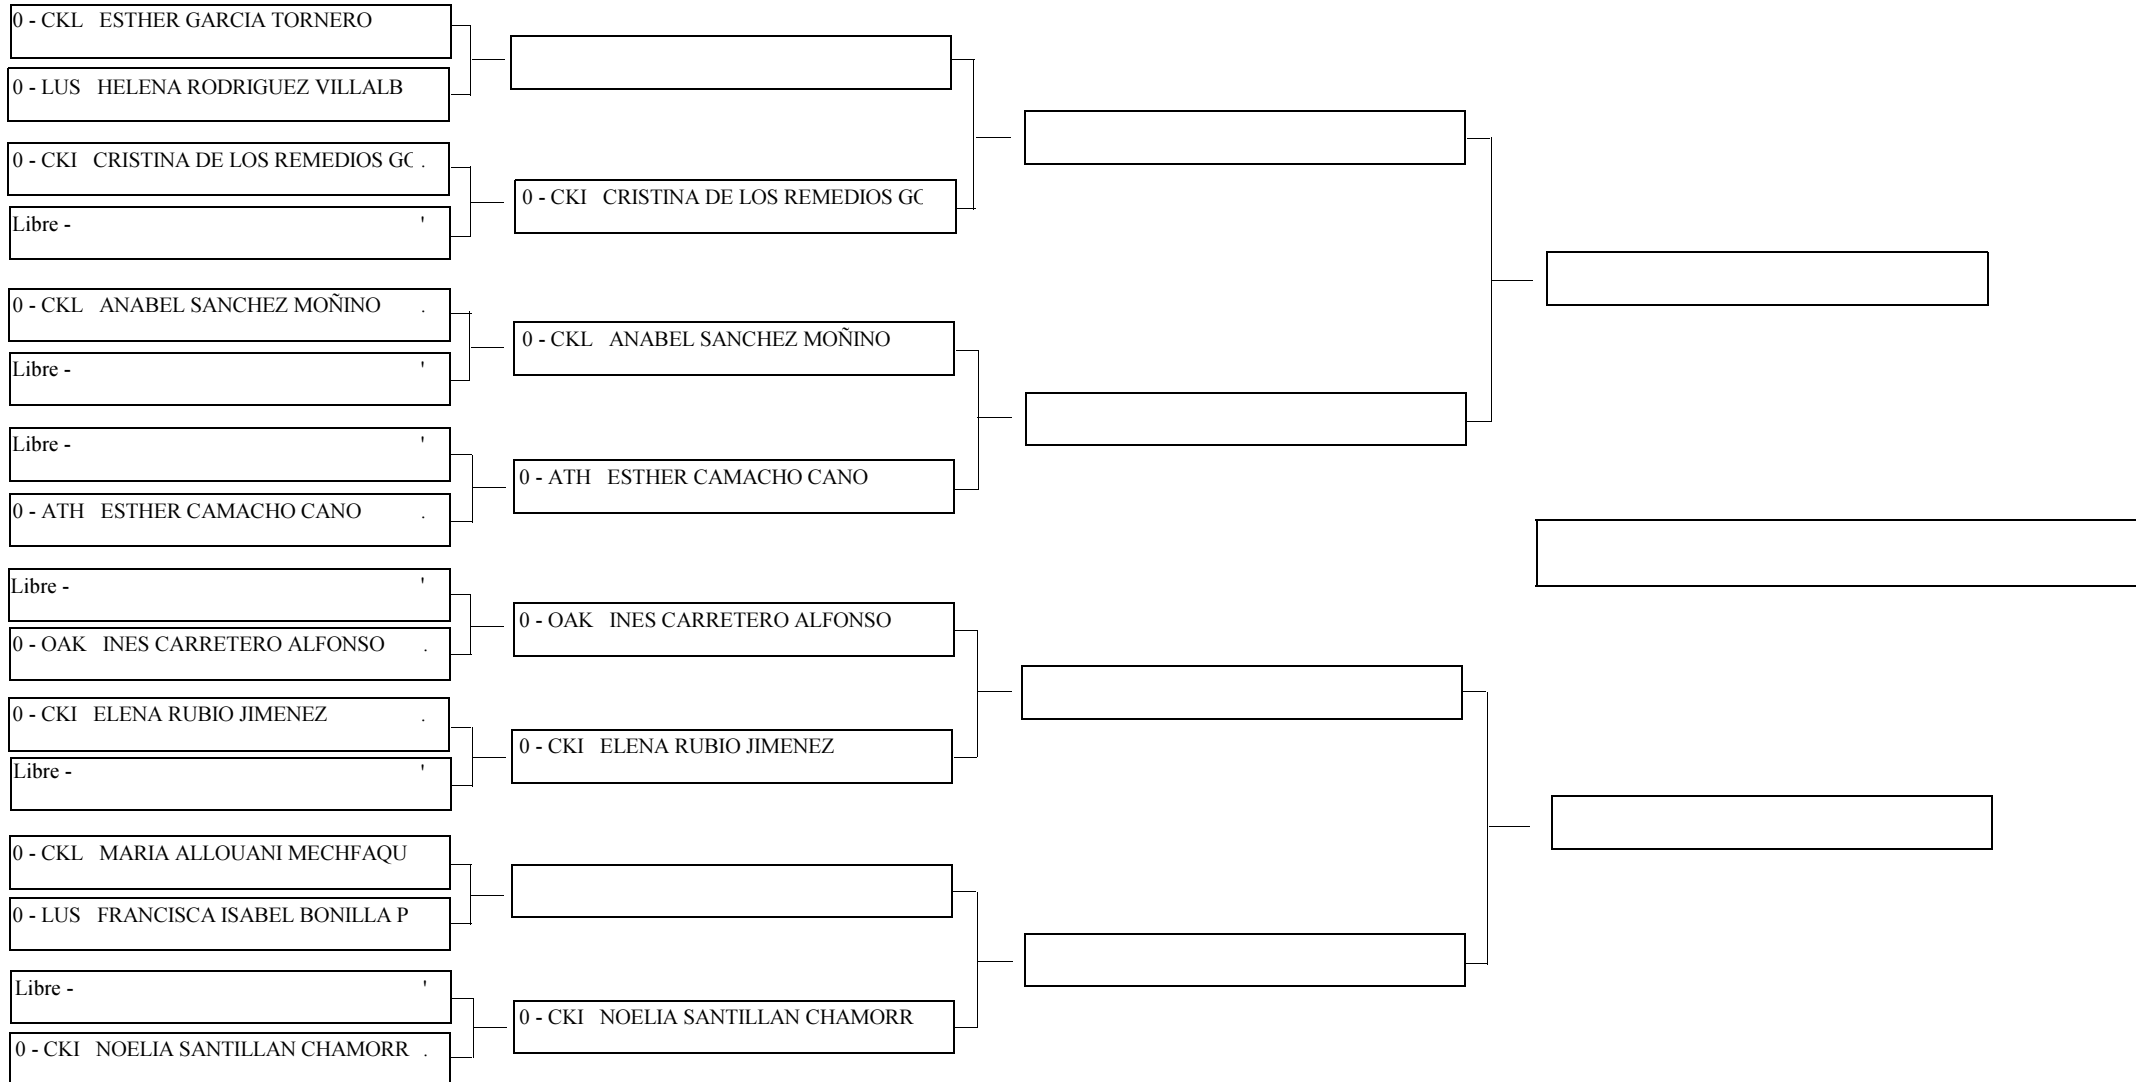 0 - CKL ESTHER GARCIA TORNERO
0 - LUS HELENA RODRIGUEZ VILLALB
0 - CKI CRISTINA DE LOS REMEDIOS GC .
Libre - '
0 - CKL ANABEL SANCHEZ MOÑINO .
Libre - '
Libre - '
0 - ATH ESTHER CAMACHO CANO .
Libre - '
0 - OAK INES CARRETERO ALFONSO .
0 - CKI ELENA RUBIO JIMENEZ .
Libre - '
0 - CKL MARIA ALLOUANI MECHFAQU
0 - LUS FRANCISCA ISABEL BONILLA P
Libre - '
0 - CKI NOELIA SANTILLAN CHAMORR .
0 - CKI CRISTINA DE LOS REMEDIOS GC
0 - CKL ANABEL SANCHEZ MOÑINO
0 - ATH ESTHER CAMACHO CANO
0 - OAK INES CARRETERO ALFONSO
0 - CKI ELENA RUBIO JIMENEZ
0 - CKI NOELIA SANTILLAN CHAMORR